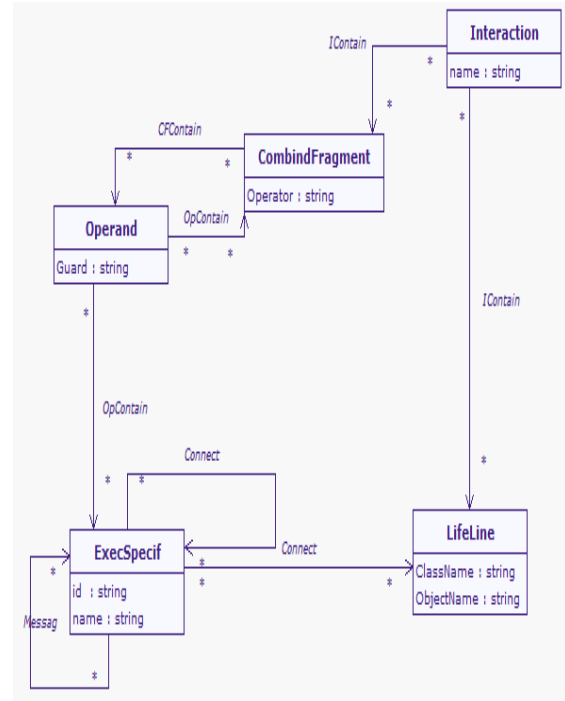 Interaction
name : string
IContain
*
*
*
CFContain
*
*
CombindFragment
Operator : string
OpContain
*
*
Operand
Guard : string
*
IContain
*
OpContain
*
*
Connect
ExecSpecif
id : string
name : string
*
*
Connect
*
LifeLine
ClassName : string
ObjectName : string
*
Messag
*